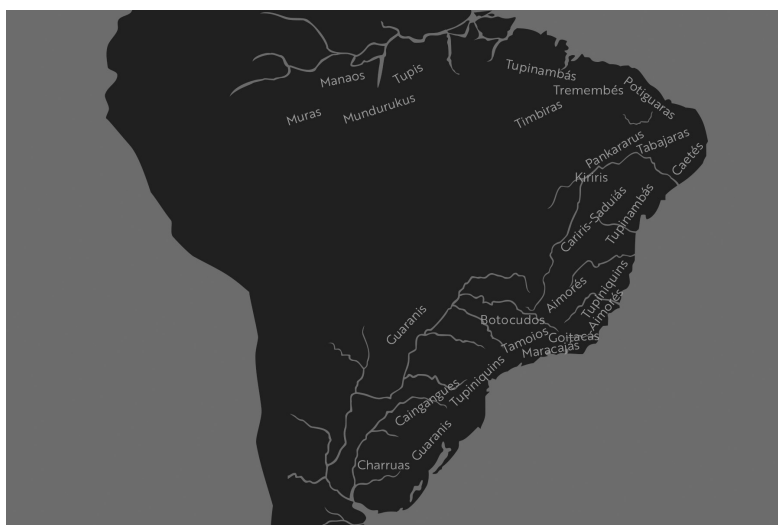 Manaos
Tupis
Tupinambás
Tremembés
Potiguaras
Muras
Mundurukus
Timbiras
Pankararus
Tabajaras
Caetés
Kiriris
Cariris-Saduiás
Tupinambás
Aimorés
Tupiniquins
Aimorés
Guaranis
Botocudos
Tamoios
Goitacás
Maracajás
Tupiniquins
Caingangues
Guaranis
Charruas